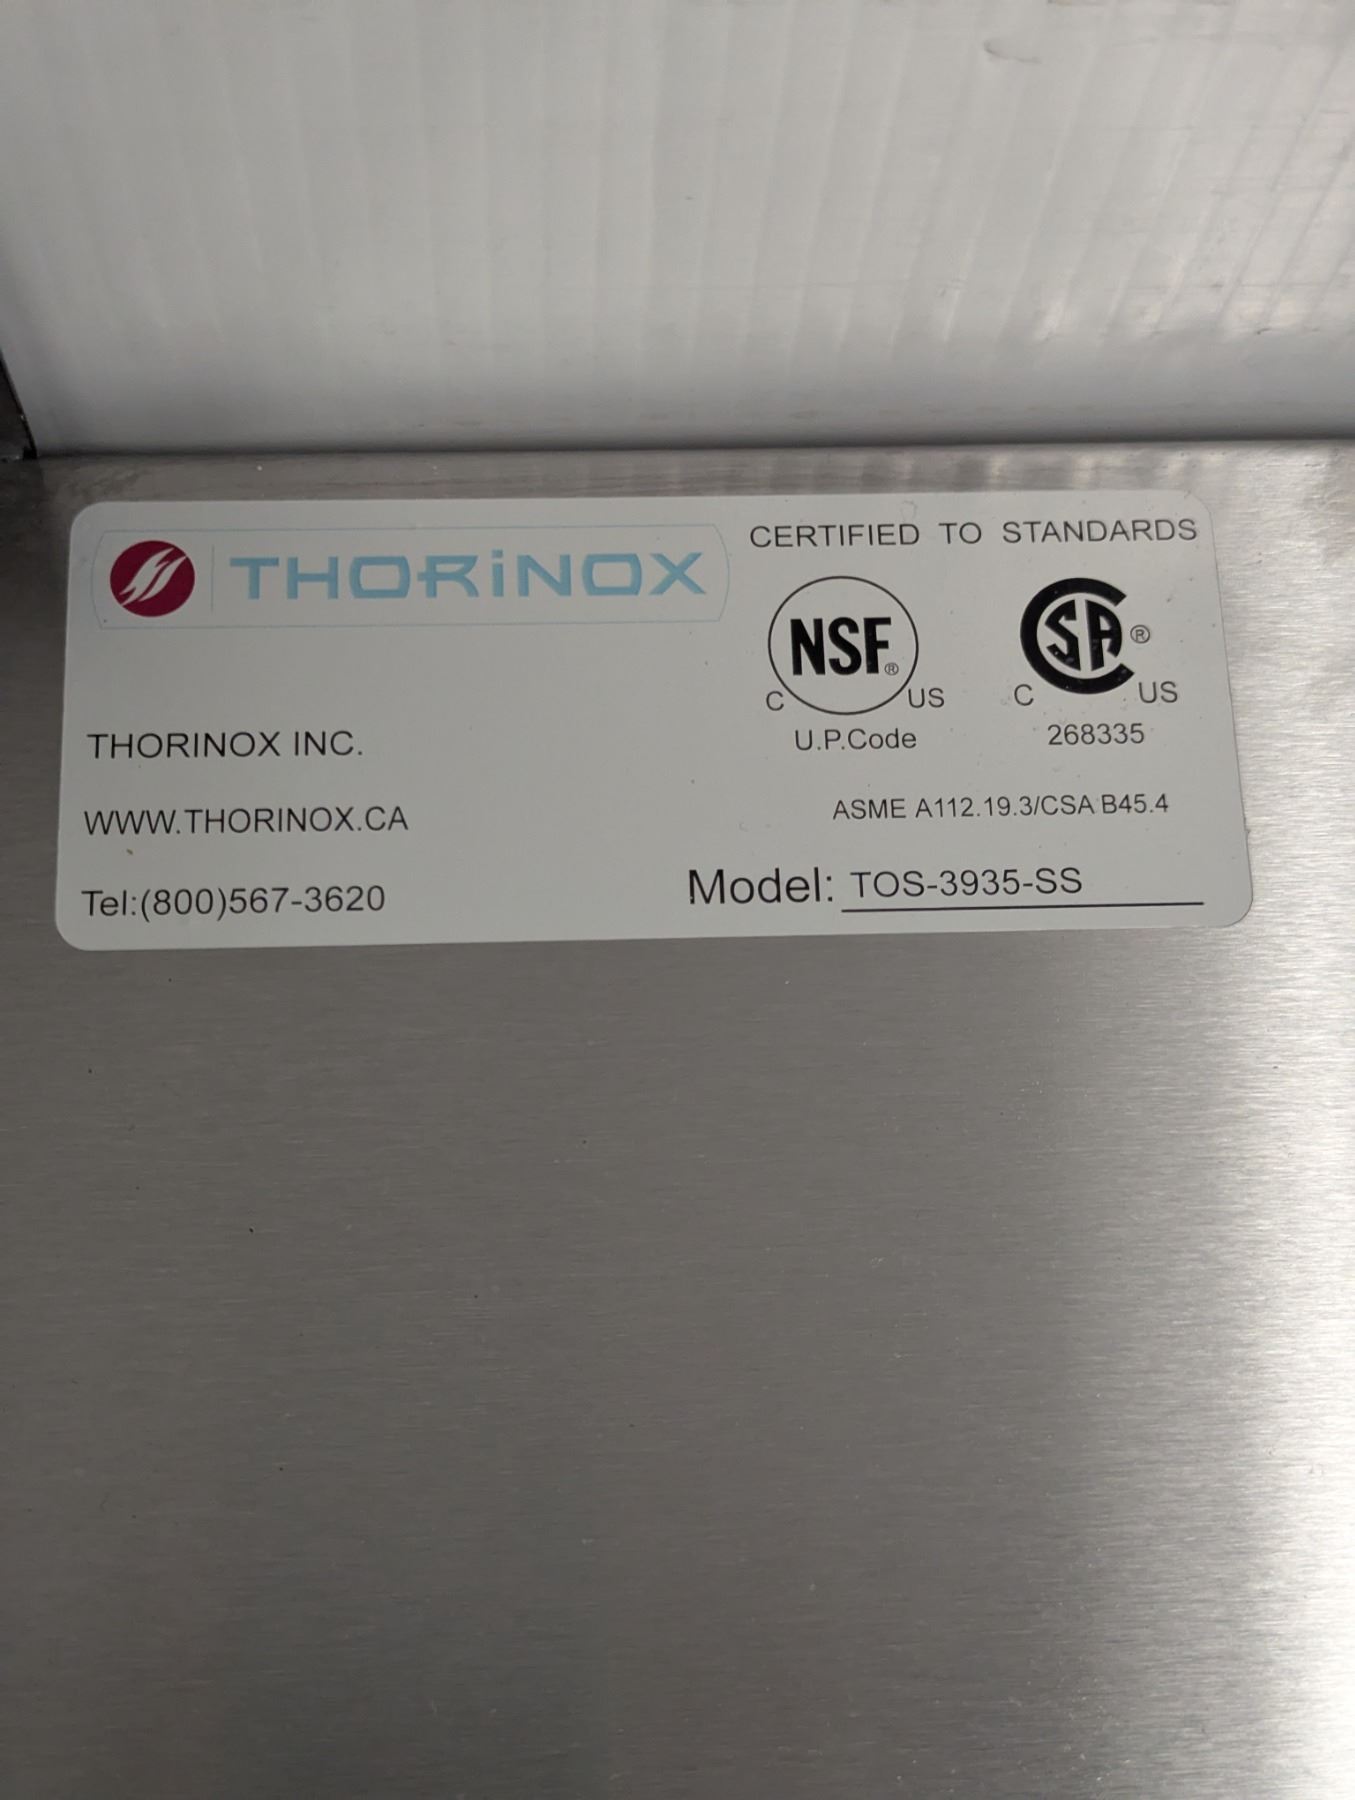 THORiNOX
CERTIFIED TO STANDARDS
NSF® C US
CSA® C US
U.P.Code
268335
THORINOX INC.
ASME A112.19.3/CSA B45.4
WWW.THORINOX.CA
Model: TOS-3935-SS
Tel:(800)567-3620